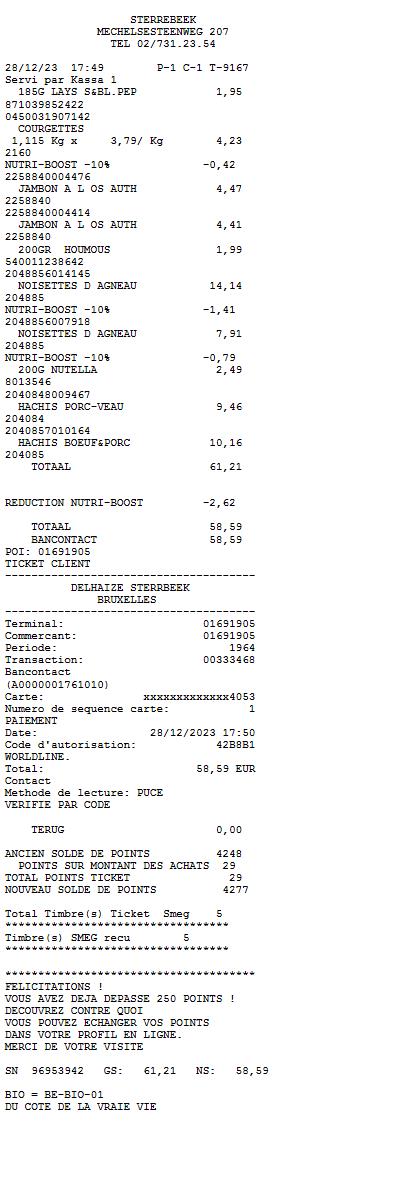 STERREBEEK
MECHELSESTEENWEG 207
TEL 02/731.23.54
28/12/23 17:49 P-1 C-1 T-9167
Servi par Kassa 1
185G LAYS S&BL.PEP 1,95
871039852422
0450031907142
COURGETTES
1,115 Kg x 3,79/ Kg 4,23
2160
NUTRI-BOOST -10% -0,42
2258840004476
JAMBON A L OS AUTH 4,47
2258840
2258840004414
JAMBON A L OS AUTH 4,41
2258840
200GR HOUMOUS 1,99
540011238642
2048856014145
NOISETTES D AGNEAU 14,14
204885
NUTRI-BOOST -10% -1,41
2048856007918
NOISETTES D AGNEAU 7,91
204885
NUTRI-BOOST -10% -0,79
200G NUTELLA 2,49
8013546
2040848009467
HACHIS PORC-VEAU 9,46
204084
2040857010164
HACHIS BOEUF&PORC 10,16
204085
TOTAAL 61,21
REDUCTION NUTRI-BOOST -2,62
TOTAAL 58,59
BANCONTACT 58,59
POI: 01691905
TICKET CLIENT
--------------------------------------
DELHAIZE STERRBEEK
BRUXELLES
--------------------------------------
Terminal: 01691905
Commercant: 01691905
Periode: 1964
Transaction: 00333468
Bancontact
(A0000001761010)
Carte: xxxxxxxxxxxxx4053
Numero de sequence carte: 1
PAIEMENT
Date: 28/12/2023 17:50
Code d'autorisation: 42B8B1
WORLDLINE.
Total: 58,59 EUR
Contact
Methode de lecture: PUCE
VERIFIE PAR CODE
TERUG 0,00
ANCIEN SOLDE DE POINTS 4248
POINTS SUR MONTANT DES ACHATS 29
TOTAL POINTS TICKET 29
NOUVEAU SOLDE DE POINTS 4277
Total Timbre(s) Ticket Smeg 5
**********************************
Timbre(s) SMEG recu 5
**********************************
**************************************
FELICITATIONS !
VOUS AVEZ DEJA DEPASSE 250 POINTS !
DECOUVREZ CONTRE QUOI
VOUS POUVEZ ECHANGER VOS POINTS
DANS VOTRE PROFIL EN LIGNE.
MERCI DE VOTRE VISITE
SN 96953942 GS: 61,21 NS: 58,59
BIO = BE-BIO-01
DU COTE DE LA VRAIE VIE